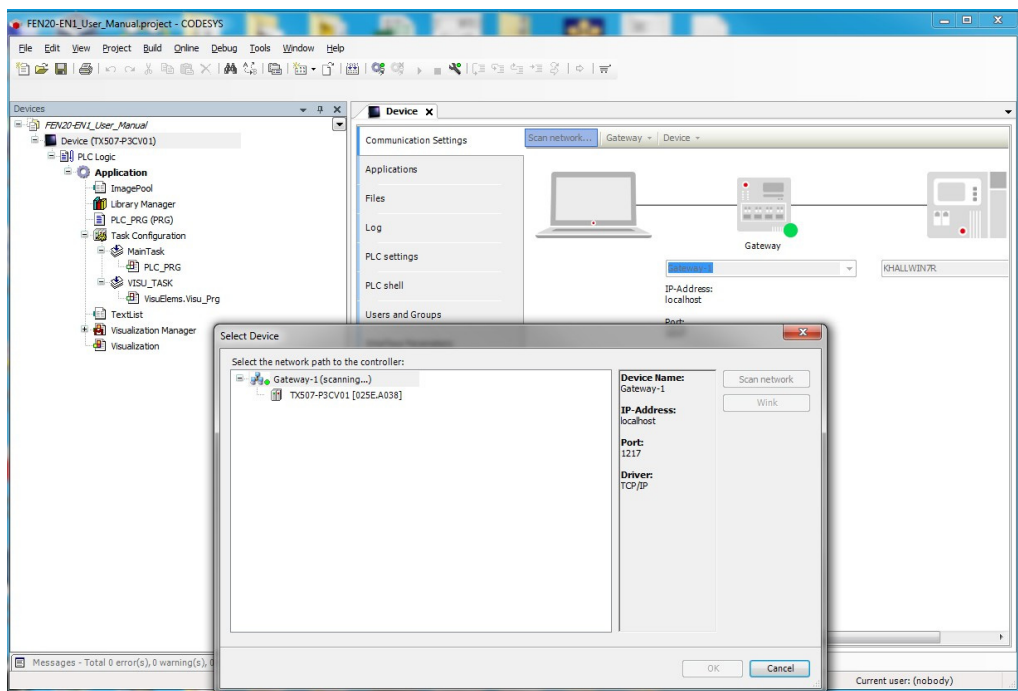 FEN20-EN1_User_Manual.project - CODESYS
File Edit View Project Build Online Debug Tools Window Help
Devices
FEN20-EN1_User_Manual
Device (TX507-P3CV01)
PLC Logic
Application
ImagePool
Library Manager
PLC_PRG (PRG)
Task Configuration
MainTask
PLC_PRG
VISU_TASK
VisuElems.Visu_Prg
TextList
Visualization Manager
Visualization
Device
Communication Settings
Applications
Files
Log
PLC settings
PLC shell
Users and Groups
Scan network... Gateway Device
Gateway
Gateway-1
KHALLWIN7R
IP-Address:
localhost
Port:
Select Device
Select the network path to the controller:
Gateway-1 (scanning...)
TX507-P3CV01 [025E.A038]
Device Name:
Gateway-1
IP-Address:
localhost
Port:
1217
Driver:
TCP/IP
Scan network
Wink
OK Cancel
Messages - Total 0 error(s), 0 warning(s), 0
Current user: (nobody)